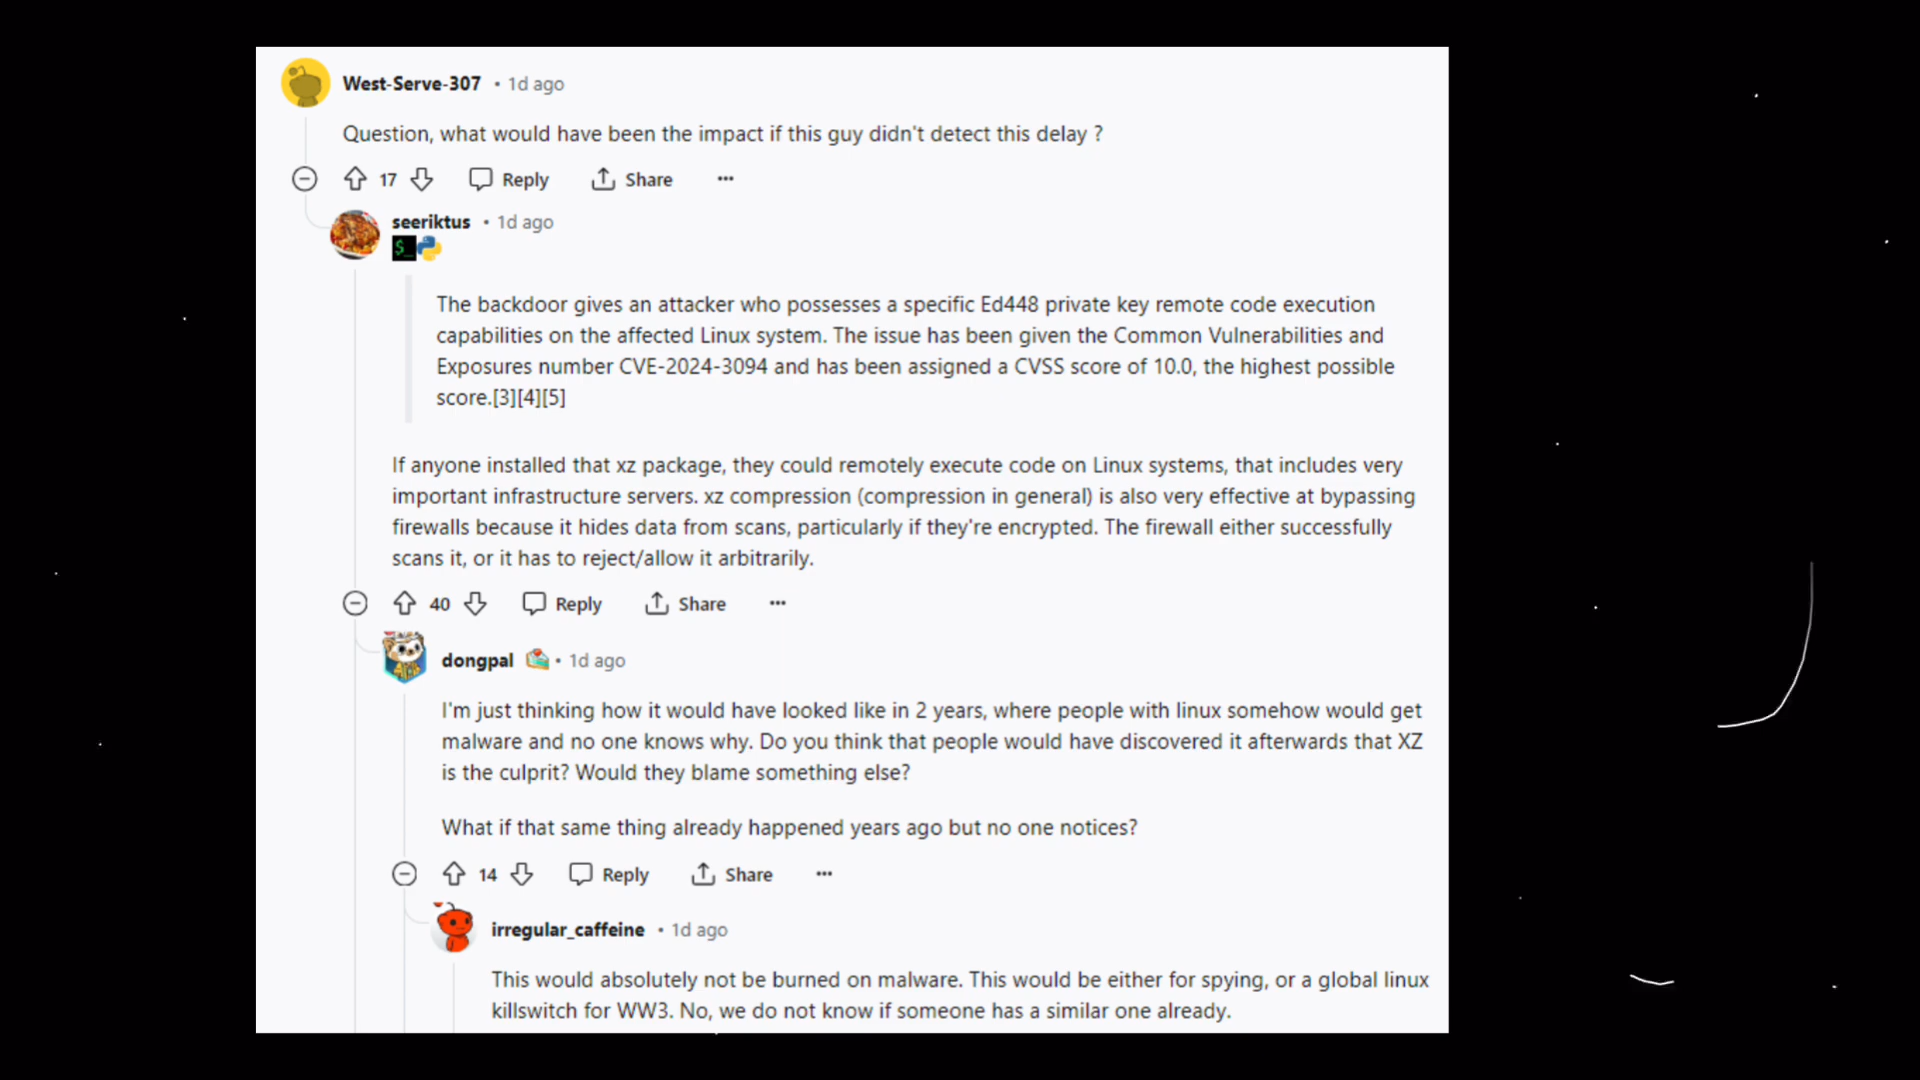 West-Serve-307 • 1d ago
Question, what would have been the impact if this guy didn't detect this delay ?
17 Reply Share ...
seeriktus • 1d ago
$_
The backdoor gives an attacker who possesses a specific Ed448 private key remote code execution
capabilities on the affected Linux system. The issue has been given the Common Vulnerabilities and
Exposures number CVE-2024-3094 and has been assigned a CVSS score of 10.0, the highest possible
score.[3][4][5]
If anyone installed that xz package, they could remotely execute code on Linux systems, that includes very
important infrastructure servers. xz compression (compression in general) is also very effective at bypassing
firewalls because it hides data from scans, particularly if they're encrypted. The firewall either successfully
scans it, or it has to reject/allow it arbitrarily.
40 Reply Share ...
dongpal • 1d ago
I'm just thinking how it would have looked like in 2 years, where people with linux somehow would get
malware and no one knows why. Do you think that people would have discovered it afterwards that XZ
is the culprit? Would they blame something else?
What if that same thing already happened years ago but no one notices?
14 Reply Share ...
irregular_caffeine • 1d ago
This would absolutely not be burned on malware. This would be either for spying, or a global linux
killswitch for WW3. No, we do not know if someone has a similar one already.